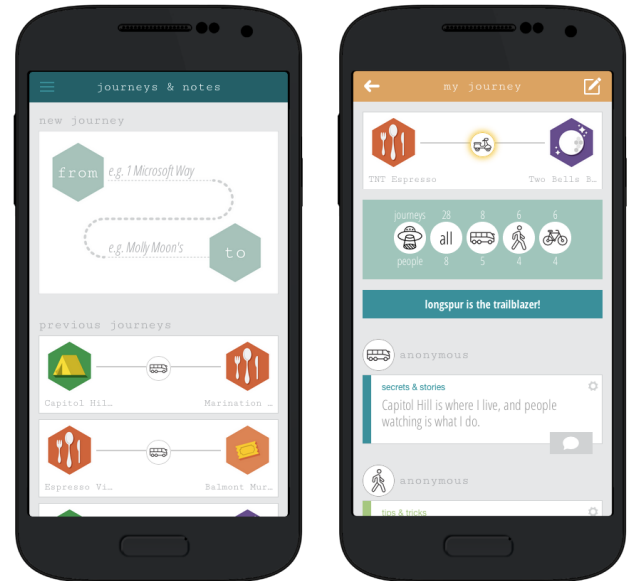 journeys & notes
new journey
from
e.g. 1 Microsoft Way
e.g. Molly Moon's
to
previous journeys
Capitol Hil…
Marination …
Espresso Vi…
Balmont Mur…
my journey
TNT Espresso
Two Bella B…
journeys 28 8 6 6
all
people 8 5 4 4
longspur is the trailblazer!
anonymous
secrets & stories
Capitol Hill is where I live, and people
watching is what I do.
anonymous
tips & tricks